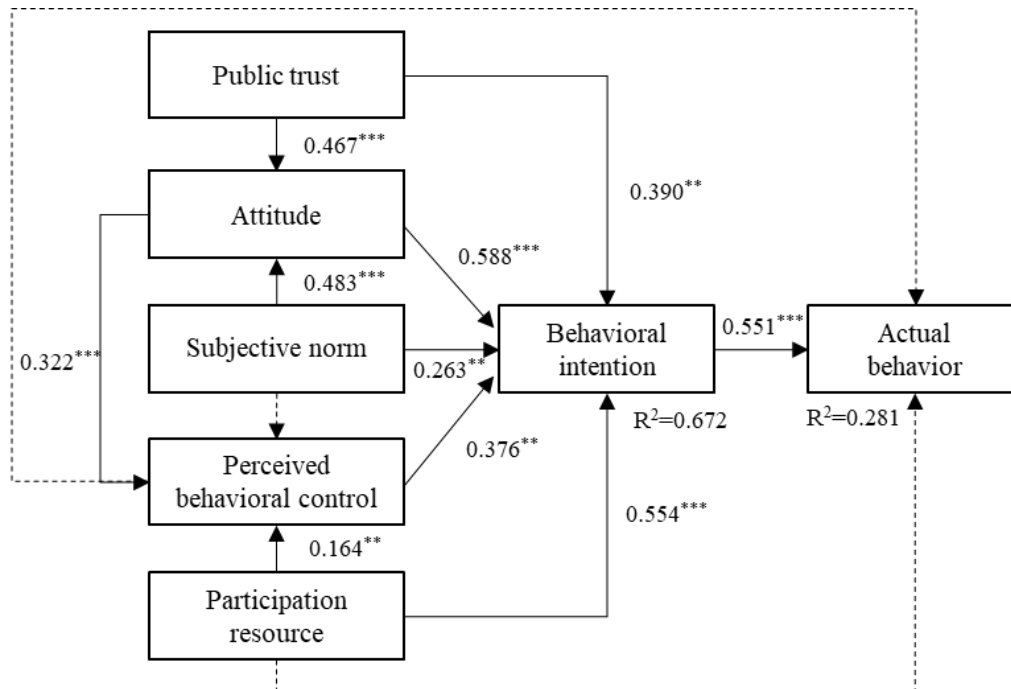 Public trust
0.467***
0.390**
Attitude
0.588***
0.483***
Subjective norm
0.322***
0.263**
Behavioral
intention
0.551***
Actual
behavior
R²=0.672
R²=0.281
0.376**
Perceived
behavioral control
0.554***
0.164**
Participation
resource